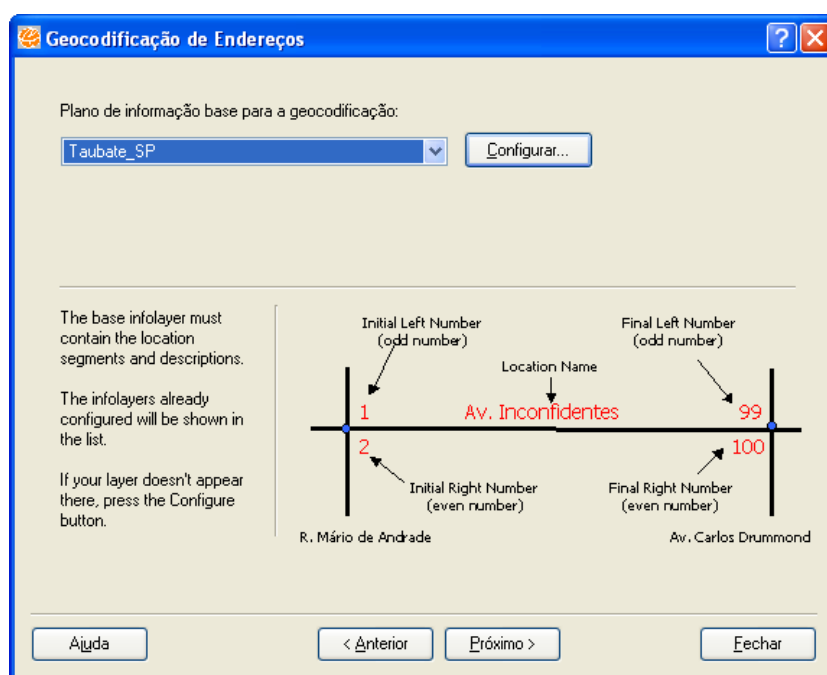 Geocodificação de Endereços
Plano de informação base para a geocodificação:
Taubate_SP
Configurar...
The base infolayer must
contain the location
segments and descriptions.
The infolayers already
configured will be shown in
the list.
If your layer doesn't appear
there, press the Configure
button.
Initial Left Number
(odd number)
Final Left Number
(odd number)
Location Name
1
Av. Inconfidentes
99
2
100
Initial Right Number
(even number)
Final Right Number
(even number)
R. Mário de Andrade
Av. Carlos Drummond
Ajuda
< Anterior
Próximo >
Fechar